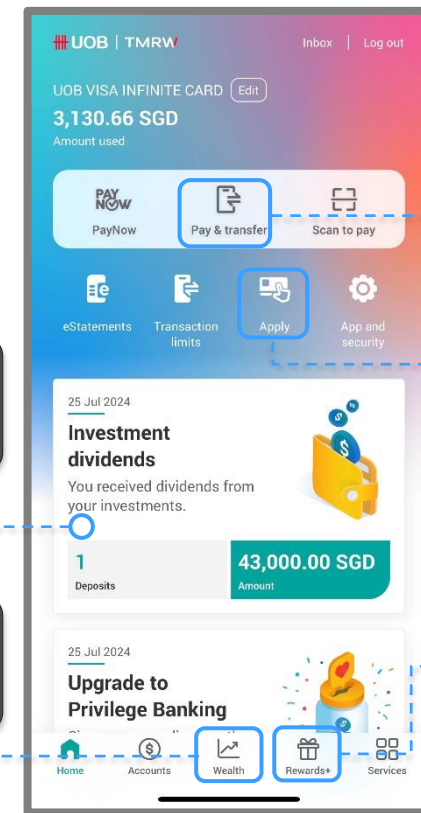 UOB | TMRW
Inbox | Log out
UOB VISA INFINITE CARD Edit
3,130.66 SGD
Amount used
PAY NOW
PayNow
Pay & transfer
Scan to pay
eStatements
Transaction
limits
Apply
App and
security
25 Jul 2024
Investment
dividends
You received dividends from
your investments.
1
Deposits
43,000.00 SGD
Amount
25 Jul 2024
Upgrade to
Privilege Banking
Home
Accounts
Wealth
Rewards+
Services